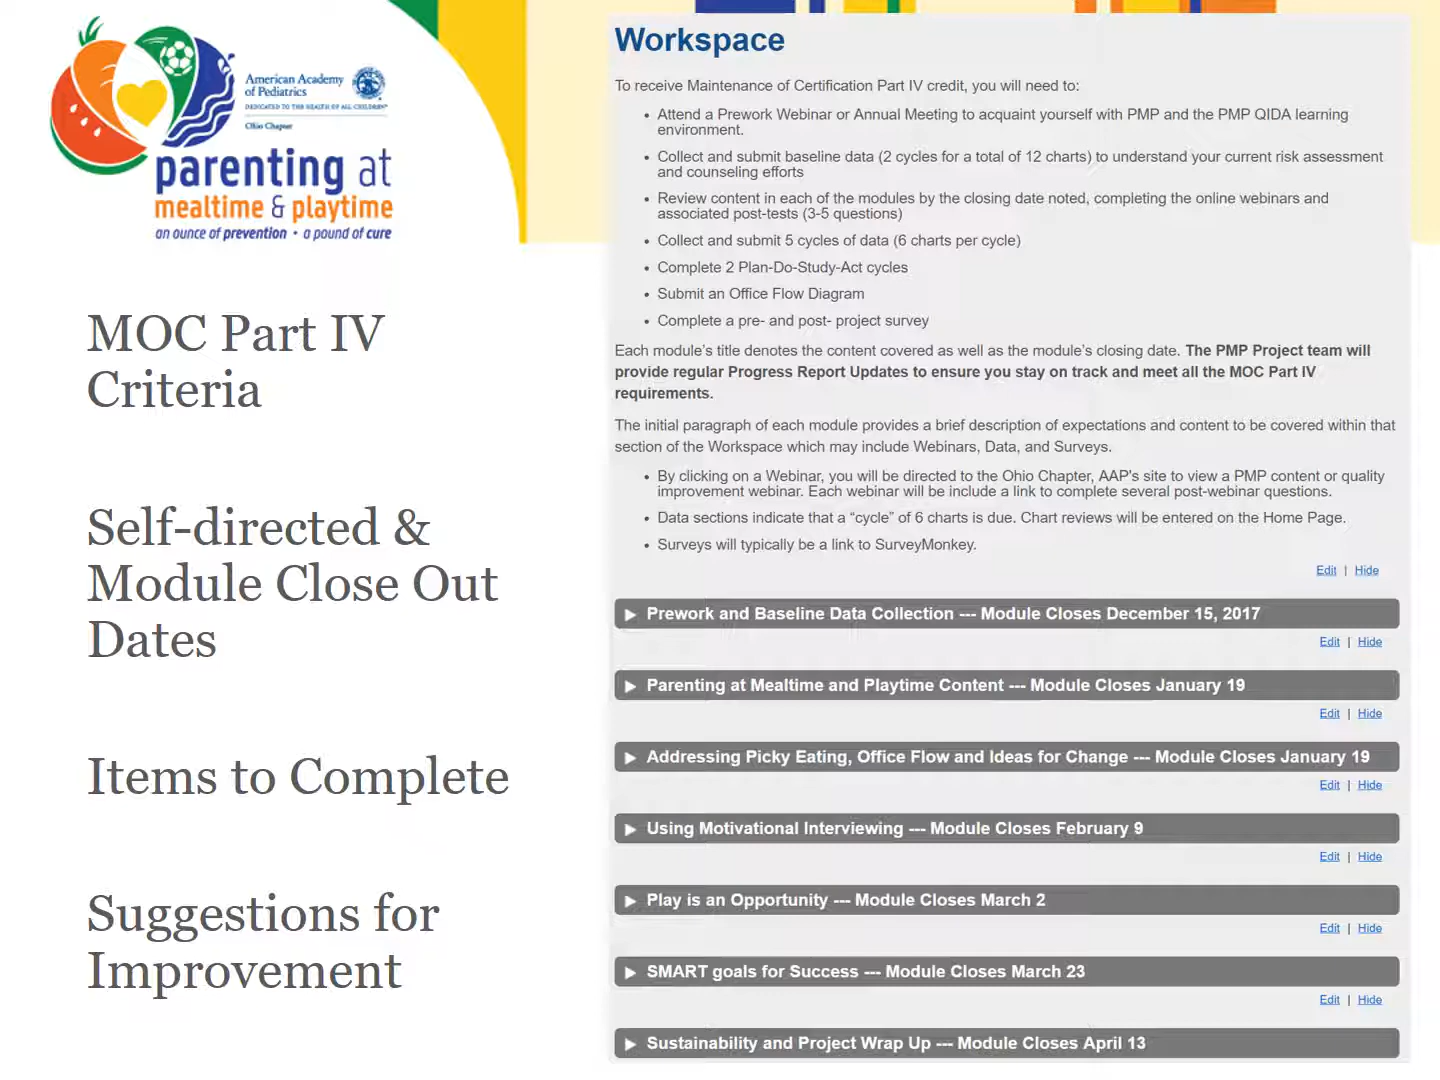 American Academy
of Pediatrics
DEDICATED TO THE HEALTH OF ALL CHILDREN®
Ohio Chapter
parenting at
mealtime & playtime
an ounce of prevention • a pound of cure
MOC Part IV
Criteria
Self-directed &
Module Close Out
Dates
Items to Complete
Suggestions for
Improvement
Workspace
To receive Maintenance of Certification Part IV credit, you will need to:
• Attend a Prework Webinar or Annual Meeting to acquaint yourself with PMP and the PMP QIDA learning
environment.
• Collect and submit baseline data (2 cycles for a total of 12 charts) to understand your current risk assessment
and counseling efforts
• Review content in each of the modules by the closing date noted, completing the online webinars and
associated post-tests (3-5 questions)
• Collect and submit 5 cycles of data (6 charts per cycle)
• Complete 2 Plan-Do-Study-Act cycles
• Submit an Office Flow Diagram
• Complete a pre- and post- project survey
Each module's title denotes the content covered as well as the module's closing date. The PMP Project team will
provide regular Progress Report Updates to ensure you stay on track and meet all the MOC Part IV
requirements.
The initial paragraph of each module provides a brief description of expectations and content to be covered within that
section of the Workspace which may include Webinars, Data, and Surveys.
• By clicking on a Webinar, you will be directed to the Ohio Chapter, AAP's site to view a PMP content or quality
improvement webinar. Each webinar will be include a link to complete several post-webinar questions.
• Data sections indicate that a “cycle” of 6 charts is due. Chart reviews will be entered on the Home Page.
• Surveys will typically be a link to SurveyMonkey.
Edit | Hide
Prework and Baseline Data Collection --- Module Closes December 15, 2017
Edit | Hide
Parenting at Mealtime and Playtime Content --- Module Closes January 19
Edit | Hide
Addressing Picky Eating, Office Flow and Ideas for Change --- Module Closes January 19
Edit | Hide
Using Motivational Interviewing --- Module Closes February 9
Edit | Hide
Play is an Opportunity --- Module Closes March 2
Edit | Hide
SMART goals for Success --- Module Closes March 23
Edit | Hide
Sustainability and Project Wrap Up --- Module Closes April 13